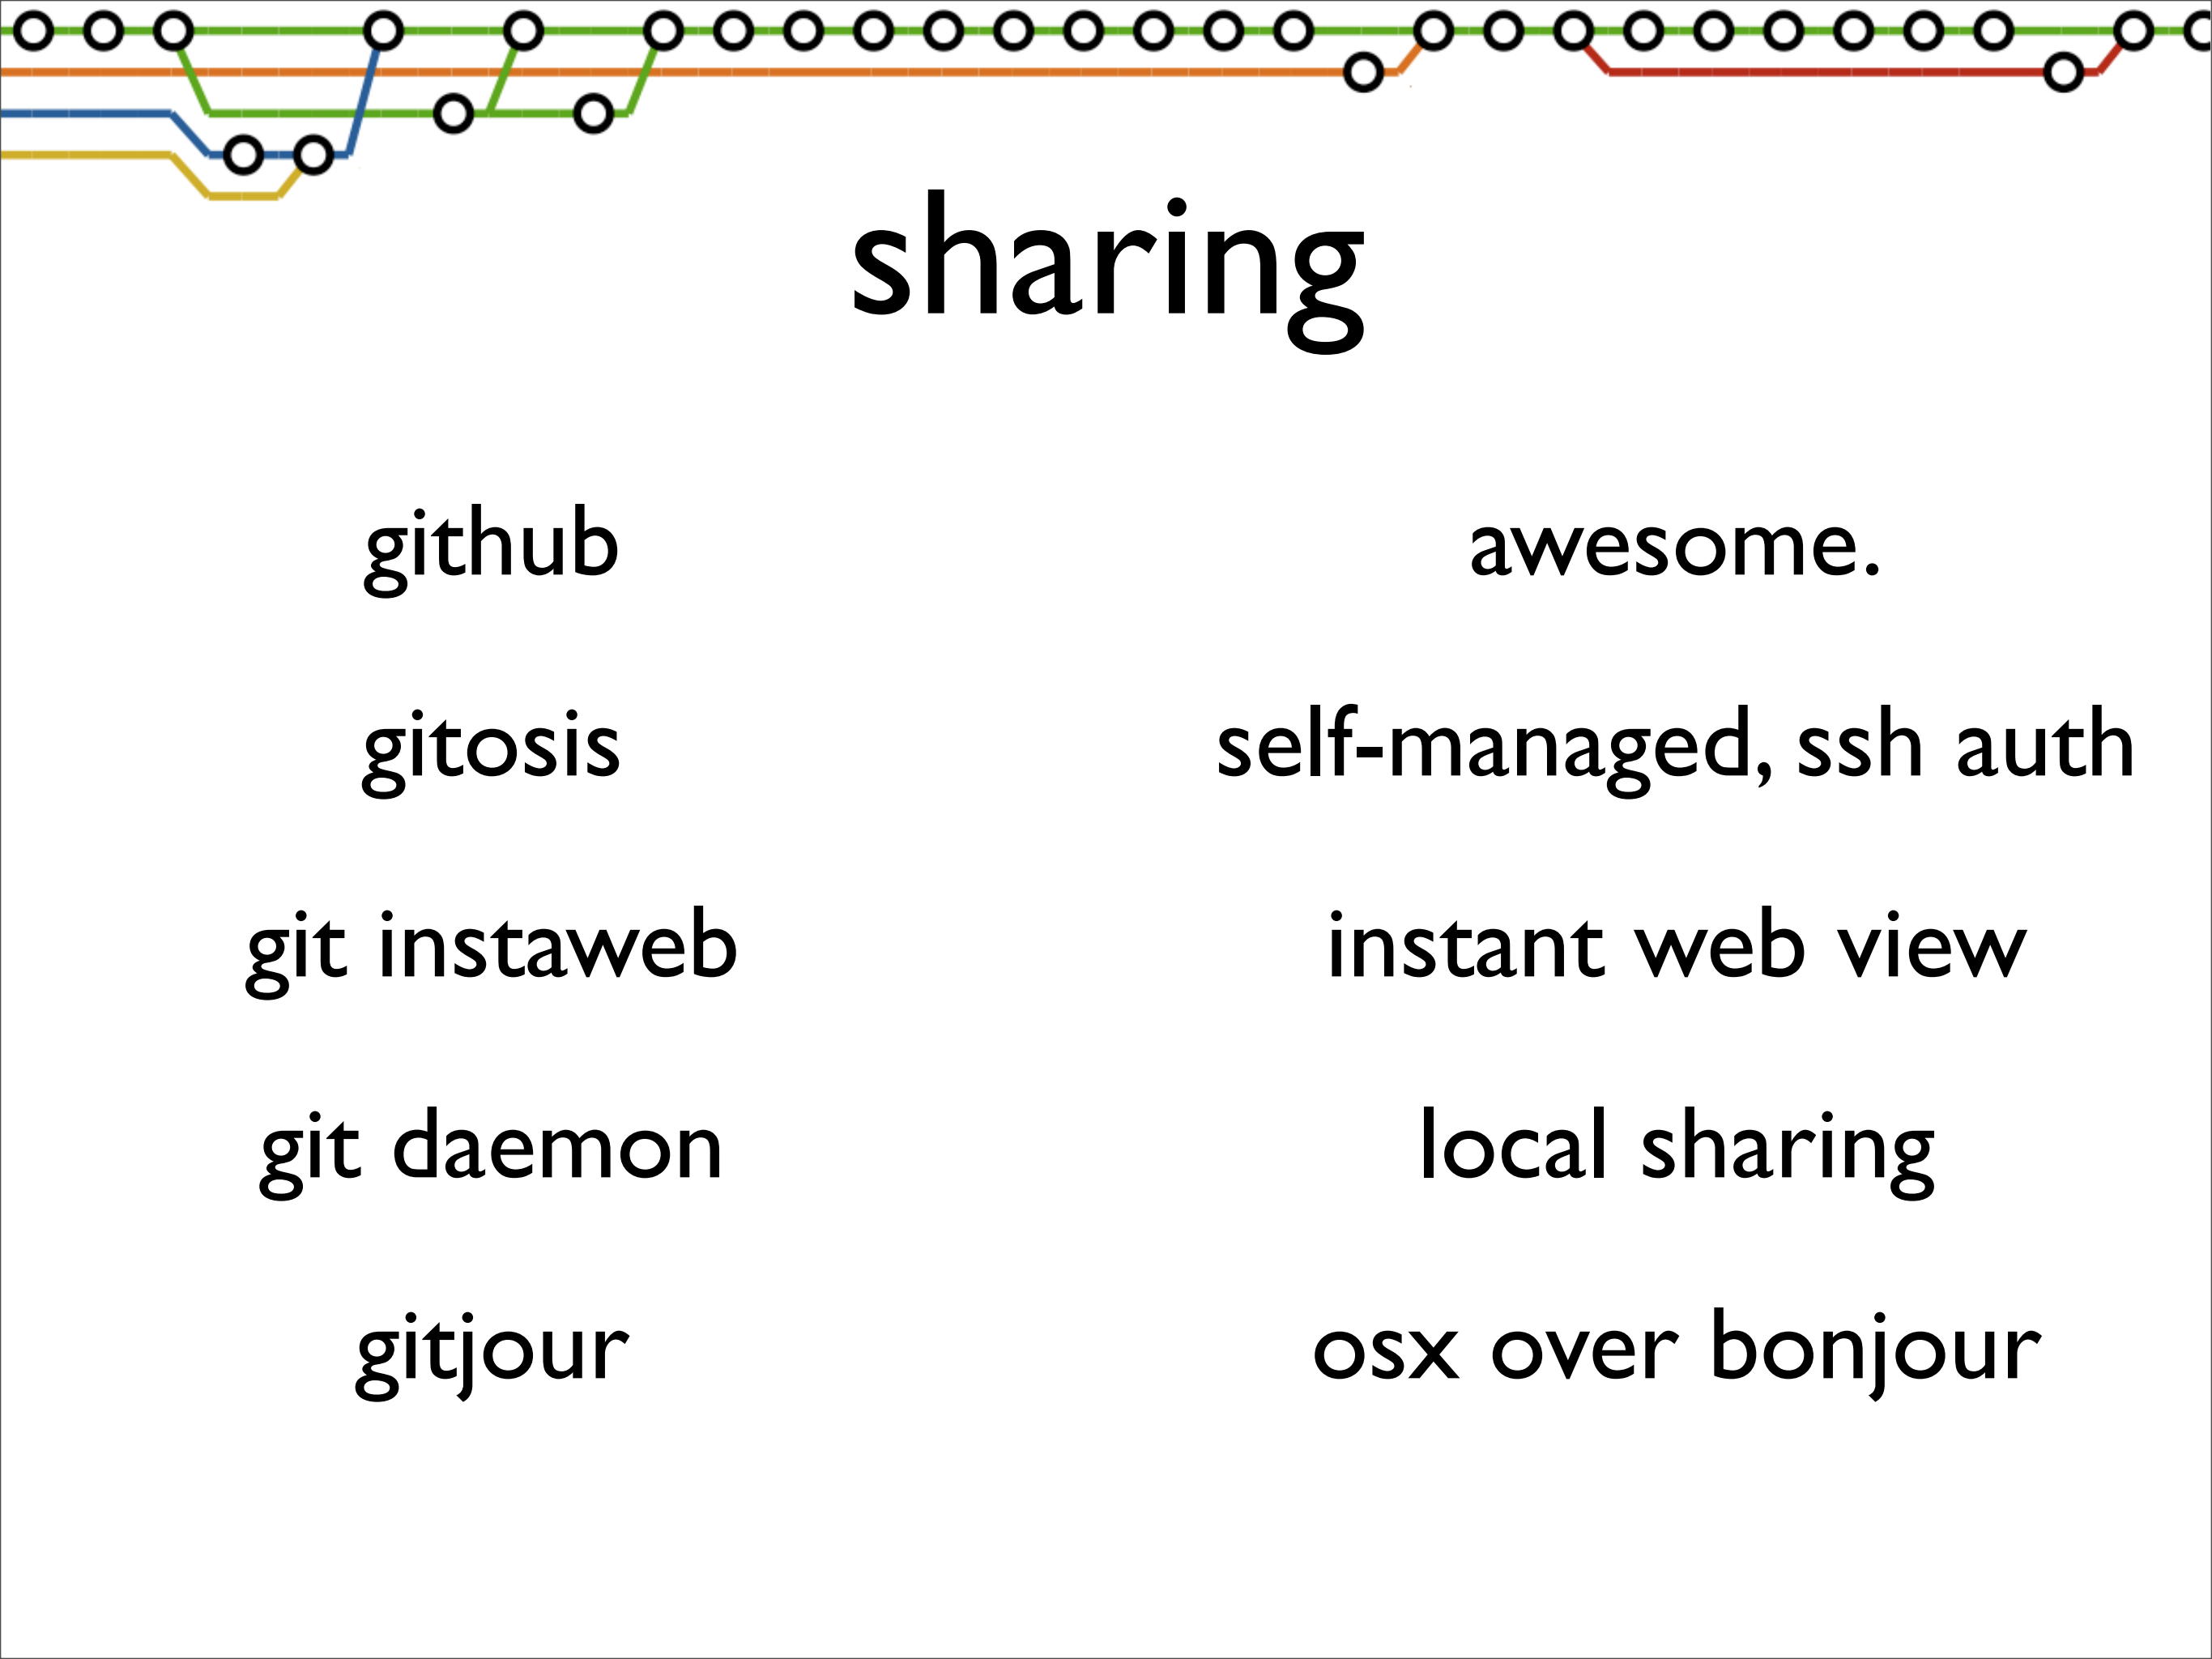 sharing
github awesome.
gitosis self-managed, ssh auth
git instaweb instant web view
git daemon local sharing
gitjour osx over bonjour